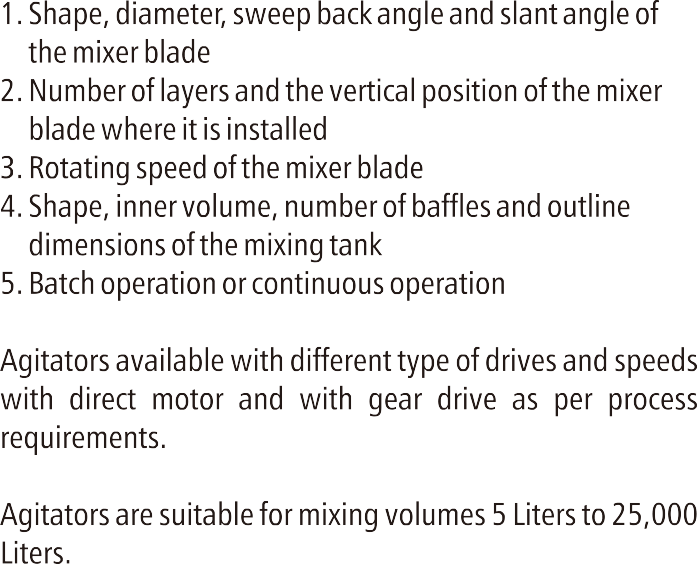 1. Shape, diameter, sweep back angle and slant angle of
the mixer blade
2. Number of layers and the vertical position of the mixer
blade where it is installed
3. Rotating speed of the mixer blade
4. Shape, inner volume, number of baffles and outline
dimensions of the mixing tank
5. Batch operation or continuous operation
Agitators available with different type of drives and speeds
with direct motor and with gear drive as per process
requirements.
Agitators are suitable for mixing volumes 5 Liters to 25,000
Liters.